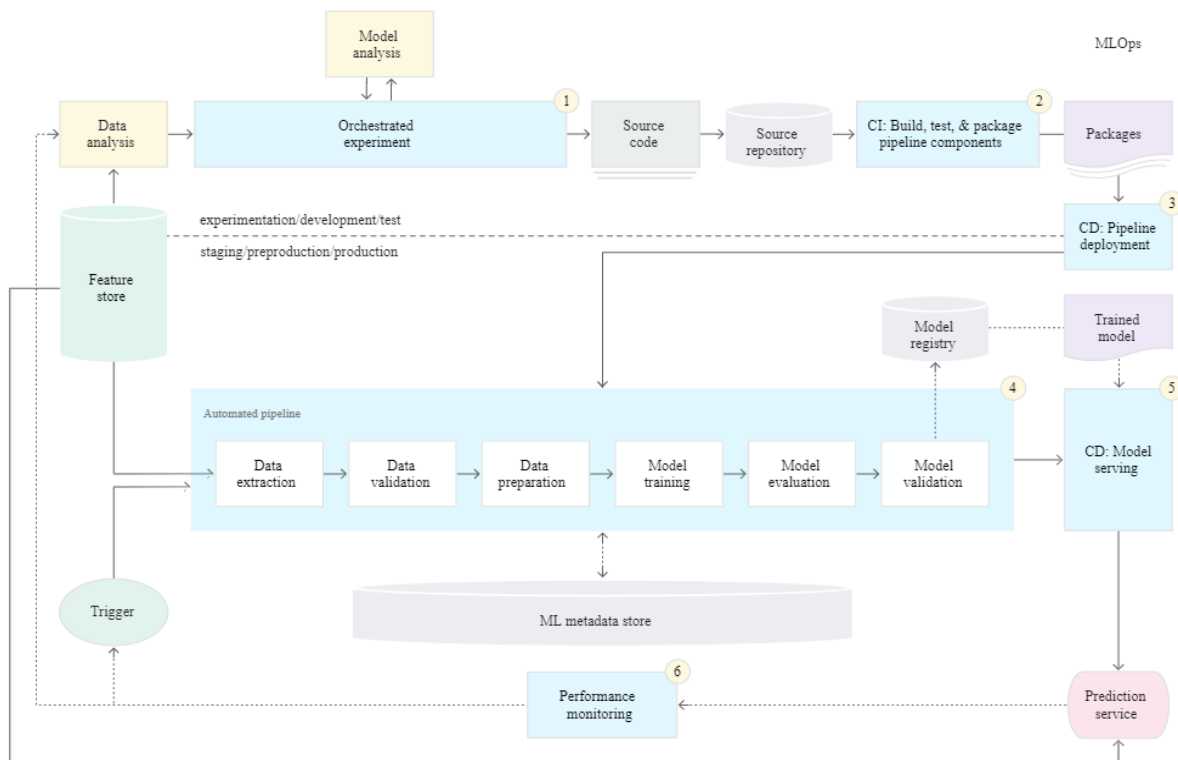 Model
analysis
MLOps
1
2
Data
analysis
Orchestrated
experiment
Source
code
Source
repository
CI: Build, test, & package
pipeline components
Packages
3
experimentation/development/test
staging/preproduction/production
CD: Pipeline
deployment
Feature
store
Model
registry
Trained
model
4
5
Automated pipeline
Data
extraction
Data
validation
Data
preparation
Model
training
Model
evaluation
Model
validation
CD: Model
serving
Trigger
ML metadata store
6
Performance
monitoring
Prediction
service